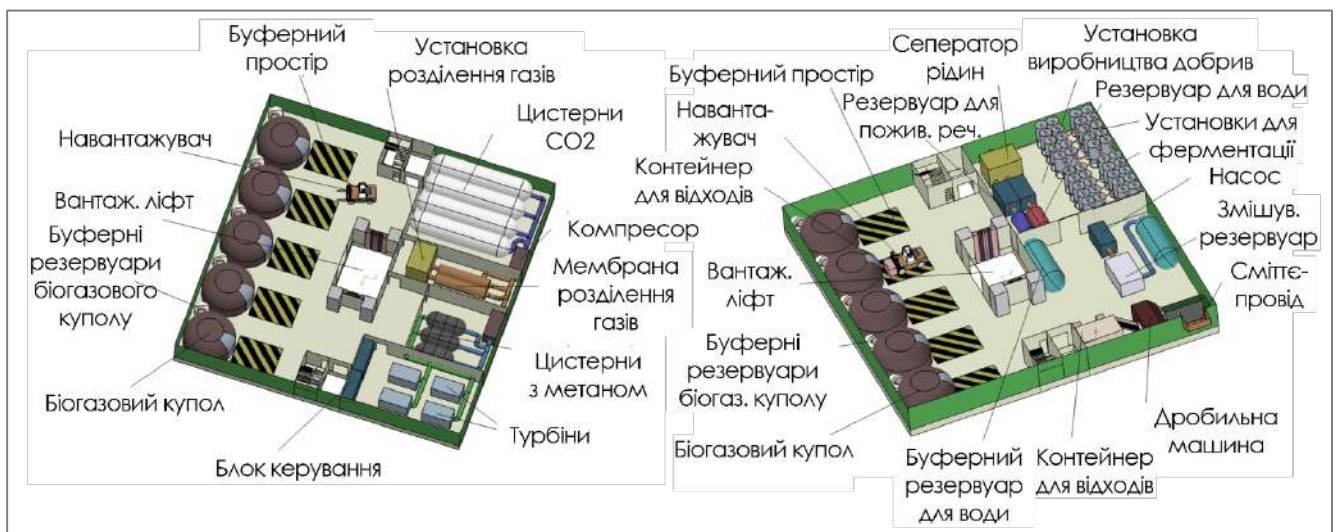 Буферний
простір
Установка
розділення газів
Цистерни
СО2
Навантажувач
Вантаж. ліфт
Буферні
резервуари
біогазового
куполу
Компресор
Мембрана
розділення
газів
Цистерни
з метаном
Біогазовий купол
Турбіни
Блок керування
Сеператор
рідин
Установка
виробництва добрив
Буферний простір
Резервуар для
пожив. реч.
Резервуар для води
Наванта-
жувач
Установки для
ферментації
Контейнер
для відходів
Насос
Змішув.
резервуар
Вантаж.
ліфт
Сміттє-
провід
Буферні
резервуари
біогаз. куполу
Біогазовий купол
Дробильна
машина
Буферний
резервуар
для води
Контейнер
для відходів